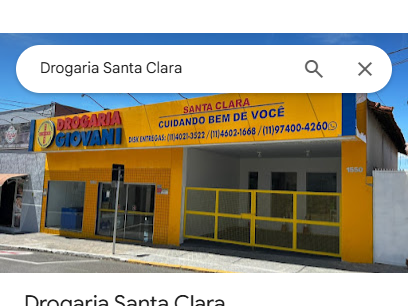 Drogaria Santa Clara
SANTA CLARA
CUIDANDO BEM DE VOCÊ
DROGARIA
GIOVANI
DISK ENTREGAS: (11)4021-3522 / (11)4602-1668 / (11)97400-4260
1550
Drogaria Santa Clara